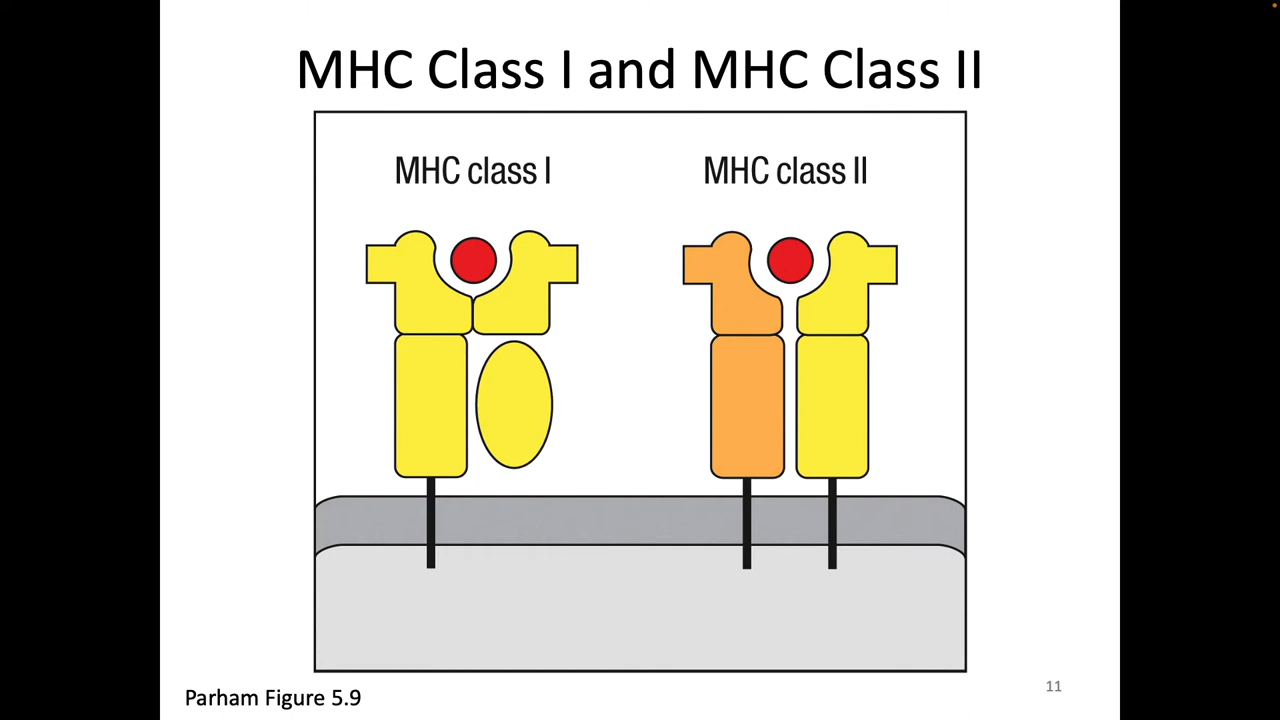 MHC Class I and MHC Class II
MHC class I
MHC class II
Parham Figure 5.9
11